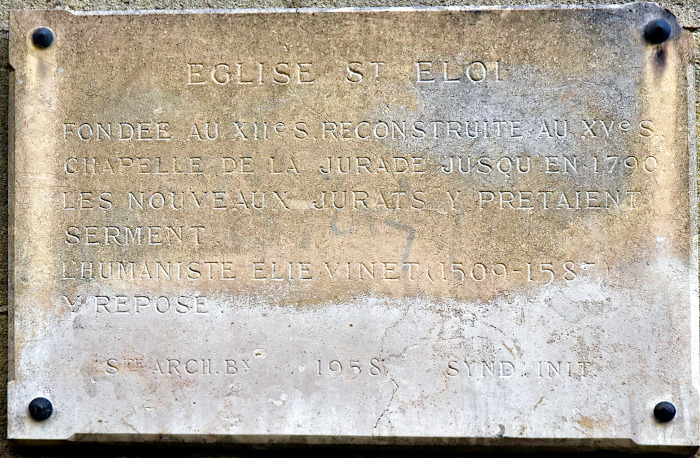 EGLISE ST ELOI
FONDEE AU XIIe S. RECONSTRUITE AU XVe S.
CHAPELLE DE LA JURADE JUSQU'EN 1790.
LES NOUVEAUX JURATS Y PRETAIENT
SERMENT
L'HUMANISTE ELIE VINET (1509-1587)
Y REPOSE.
Sté ARCH. Bx 1958 SYND. INIT.